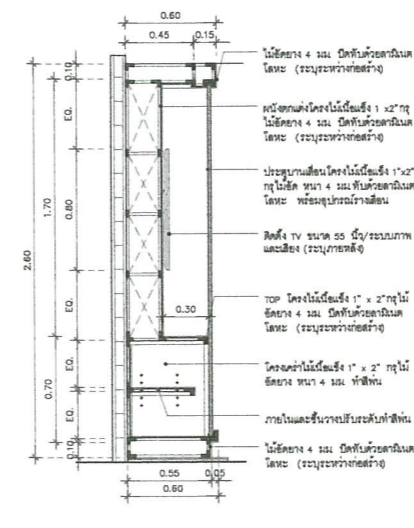 0.60
0.45
0.15
ไม้อัดยาง 4 มม. ปิดทับด้วยลามิเนต
โลหะ (ระบุระหว่างก่อสร้าง)
0.10
EQ.
ผนังตกแต่งโครงไม้เนื้อแข็ง 1 x2"กรุ
ไม้อัดยาง 4 มม. ปิดทับด้วยลามิเนต
โลหะ (ระบุระหว่างก่อสร้าง)
1.70
0.80
2.60
ประตูบานเลื่อนโครงไม้เนื้อแข็ง 1"x2"
กรุไม้อัด หนา 4 มม.ทับด้วยลามิเนต
โลหะ พร้อมอุปกรณ์รางเลื่อน
ติดตั้ง TV ขนาด 55 นิ้ว/ระบบภาพ
และเสียง (ระบุภายหลัง)
EQ.
0.30
TOP โครงไม้เนื้อแข็ง 1" x 2"กรุไม้
อัดยาง 4 มม. ปิดทับด้วยลามิเนต
โลหะ (ระบุระหว่างก่อสร้าง)
EQ.
0.70
โครงคร่าวไม้เนื้อแข็ง 1" x 2" กรุไม้
อัดยาง หนา 4 มม. ทำสีพ่น
EQ.
ภายในและชั้นวางปรับระดับทำสีพ่น
0.10
ไม้อัดยาง 4 มม. ปิดทับด้วยลามิเนต
โลหะ (ระบุระหว่างก่อสร้าง)
0.55
0.05
0.60